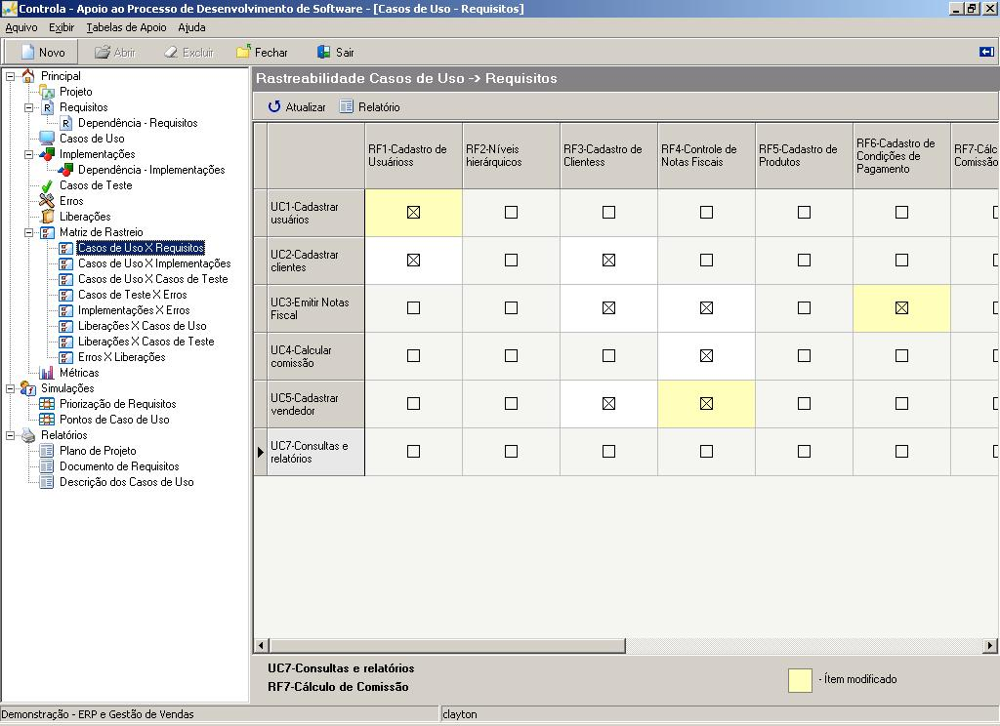 Controla - Apoio ao Processo de Desenvolvimento de Software - [Casos de Uso - Requisitos]
Aquivo Exibir Tabelas de Apoio Ajuda
Novo Abrir Excluir Fechar Sair
Principal
Projeto
Requisitos
Dependência - Requisitos
Casos de Uso
Implementações
Dependência - Implementações
Casos de Teste
Erros
Liberações
Matriz de Rastreio
Casos de Uso X Requisitos
Casos de Uso X Implementações
Casos de Uso X Casos de Teste
Casos de Teste X Erros
Implementações X Erros
Liberações X Casos de Uso
Liberações X Casos de Teste
Erros X Liberações
Métricas
Simulações
Priorização de Requisitos
Pontos de Caso de Uso
Relatórios
Plano de Projeto
Documento de Requisitos
Descrição dos Casos de Uso
Rastreabilidade Casos de Uso -> Requisitos
Atualizar Relatório
RF1-Cadastro de
Usuárioss
RF2-Níveis
hierárquicos
RF3-Cadastro de
Clientess
RF4-Controle de
Notas Fiscais
RF5-Cadastro de
Produtos
RF6-Cadastro de
Condições de
Pagamento
RF7-Cálc
Comissão
UC1-Cadastrar
usuários
UC2-Cadastrar
clientes
UC3-Emitir Notas
Fiscal
UC4-Calcular
comissão
UC5-Cadastrar
vendedor
UC7-Consultas e
relatórios
UC7-Consultas e relatórios
RF7-Cálculo de Comissão
- Ítem modificado
Demonstração - ERP e Gestão de Vendas
clayton